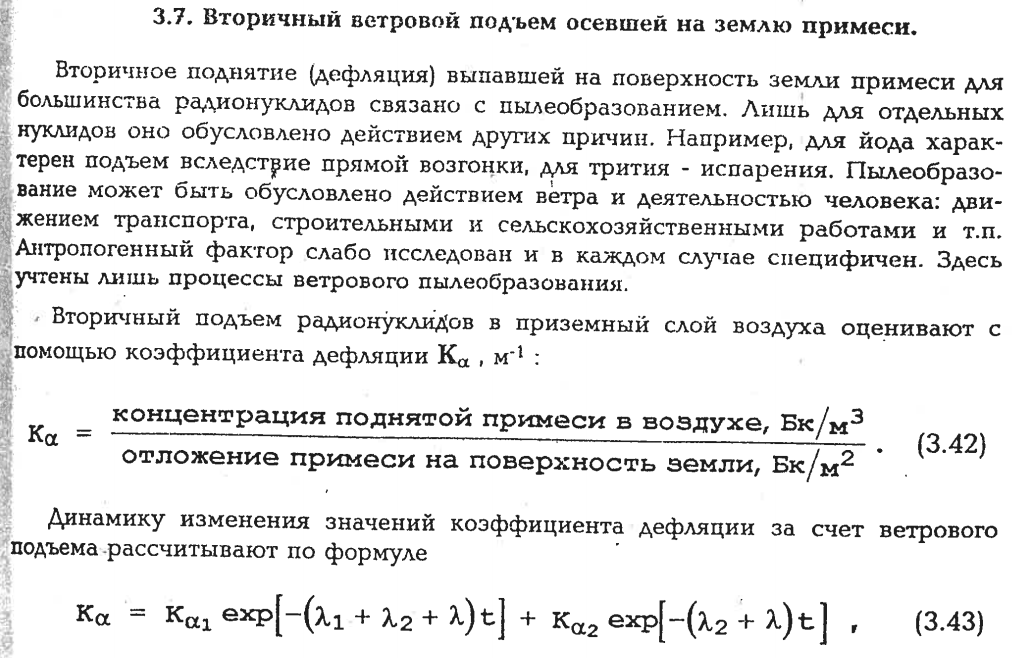 3.7. Вторичный ветровой подъем осевшей на землю примеси.
Вторичное поднятие (дефляция) выпавшей на поверхность земли примеси для
большинства радионуклидов связано с пылеобразованием. Лишь для отдельных
нуклидов оно обусловлено действием других причин. Например, для йода харак-
терен подъем вследствие прямой возгонки, для трития - испарения. Пылеобразо-
вание может быть обусловлено действием ветра и деятельностью человека: дви-
жением транспорта, строительными и сельскохозяйственными работами и т.п.
Антропогенный фактор слабо исследован и в каждом случае специфичен. Здесь
учтены лишь процессы ветрового пылеобразования.
Вторичный подъем радионуклидов в приземный слой воздуха оценивают с
помощью коэффициента дефляции Kα , м⁻¹ :
Kα = концентрация поднятой примеси в воздухе, Бк/м³
отложение примеси на поверхность земли, Бк/м² . (3.42)
Динамику изменения значений коэффициента дефляции за счет ветрового
подъема рассчитывают по формуле
Kα = Kα₁ exp[-(λ₁ + λ₂ + λ)t] + Kα₂ exp[-(λ₂ + λ)t] , (3.43)